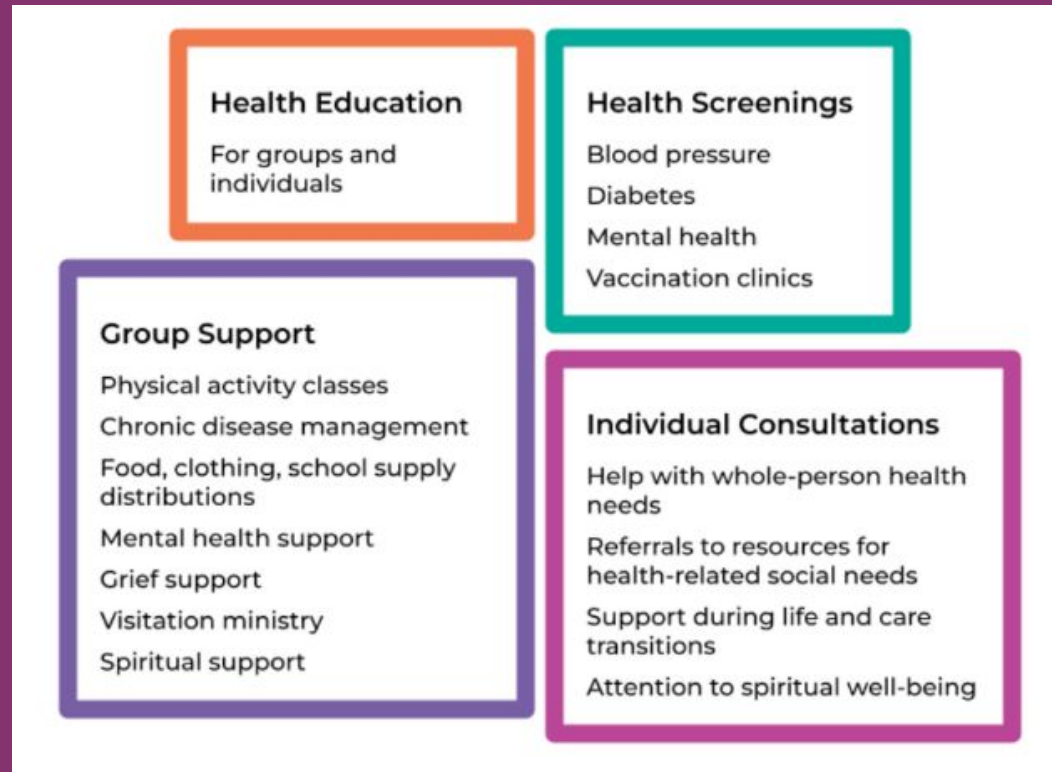 Health Education
For groups and
individuals
Health Screenings
Blood pressure
Diabetes
Mental health
Vaccination clinics
Group Support
Physical activity classes
Chronic disease management
Food, clothing, school supply
distributions
Mental health support
Grief support
Visitation ministry
Spiritual support
Individual Consultations
Help with whole-person health
needs
Referrals to resources for
health-related social needs
Support during life and care
transitions
Attention to spiritual well-being